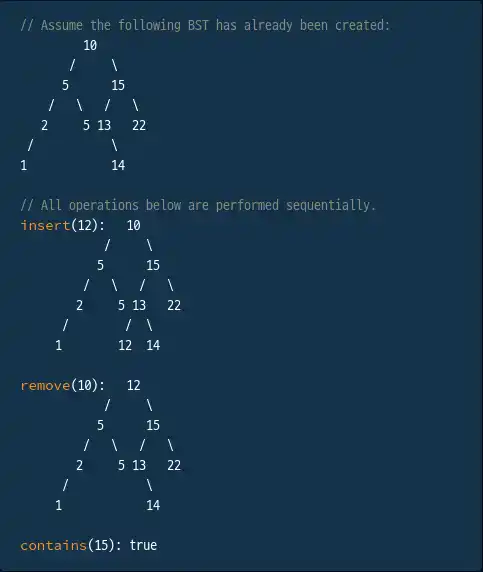 // Assume the following BST has already been created:
         10
       /     \
      5      15
    /   \   /   \
   2     5 13   22
 /            \
1            14
// All operations below are performed sequentially.
insert(12):   10
            /     \
           5      15
         /   \   /   \
        2     5 13   22
      /        /  \
     1        12  14
remove(10):   12
            /     \
           5      15
         /   \   /   \
        2     5 13   22
      /           \
     1            14
contains(15): true